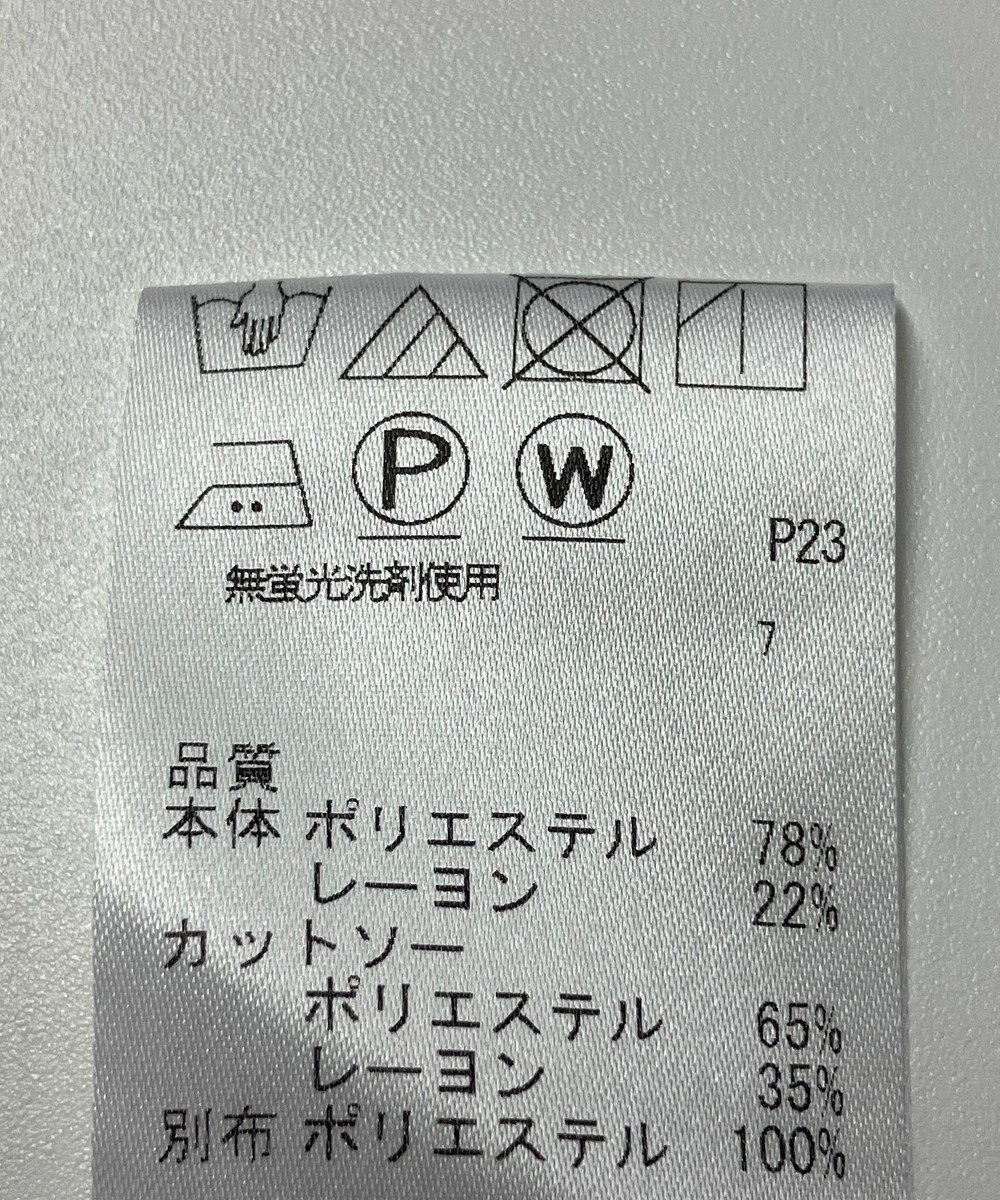 P
W
P23
無蛍光洗剤使用
7
品質
本体 ポリエステル 78%
レーヨン 22%
カットソー
ポリエステル 65%
レーヨン 35%
別布 ポリエステル 100%